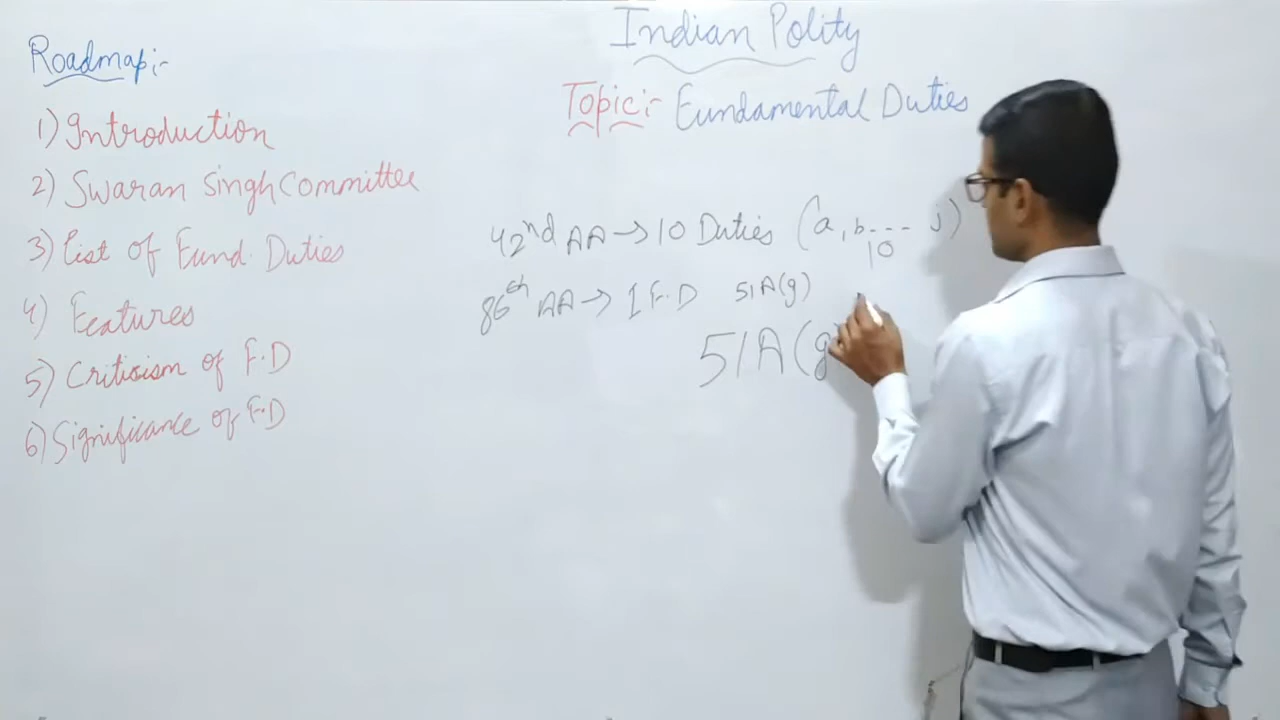 Roadmap:-
1) Introduction
2) Swaran Singh Committee
3) List of Fund. Duties
4) Features
5) Criticism of F.D
6) Significance of F.D
Indian Polity
Topic:- Fundamental Duties
42nd AA → 10 Duties (a, b --- j)
10
86th AA → 1 F.D 51A(g)
51A(g